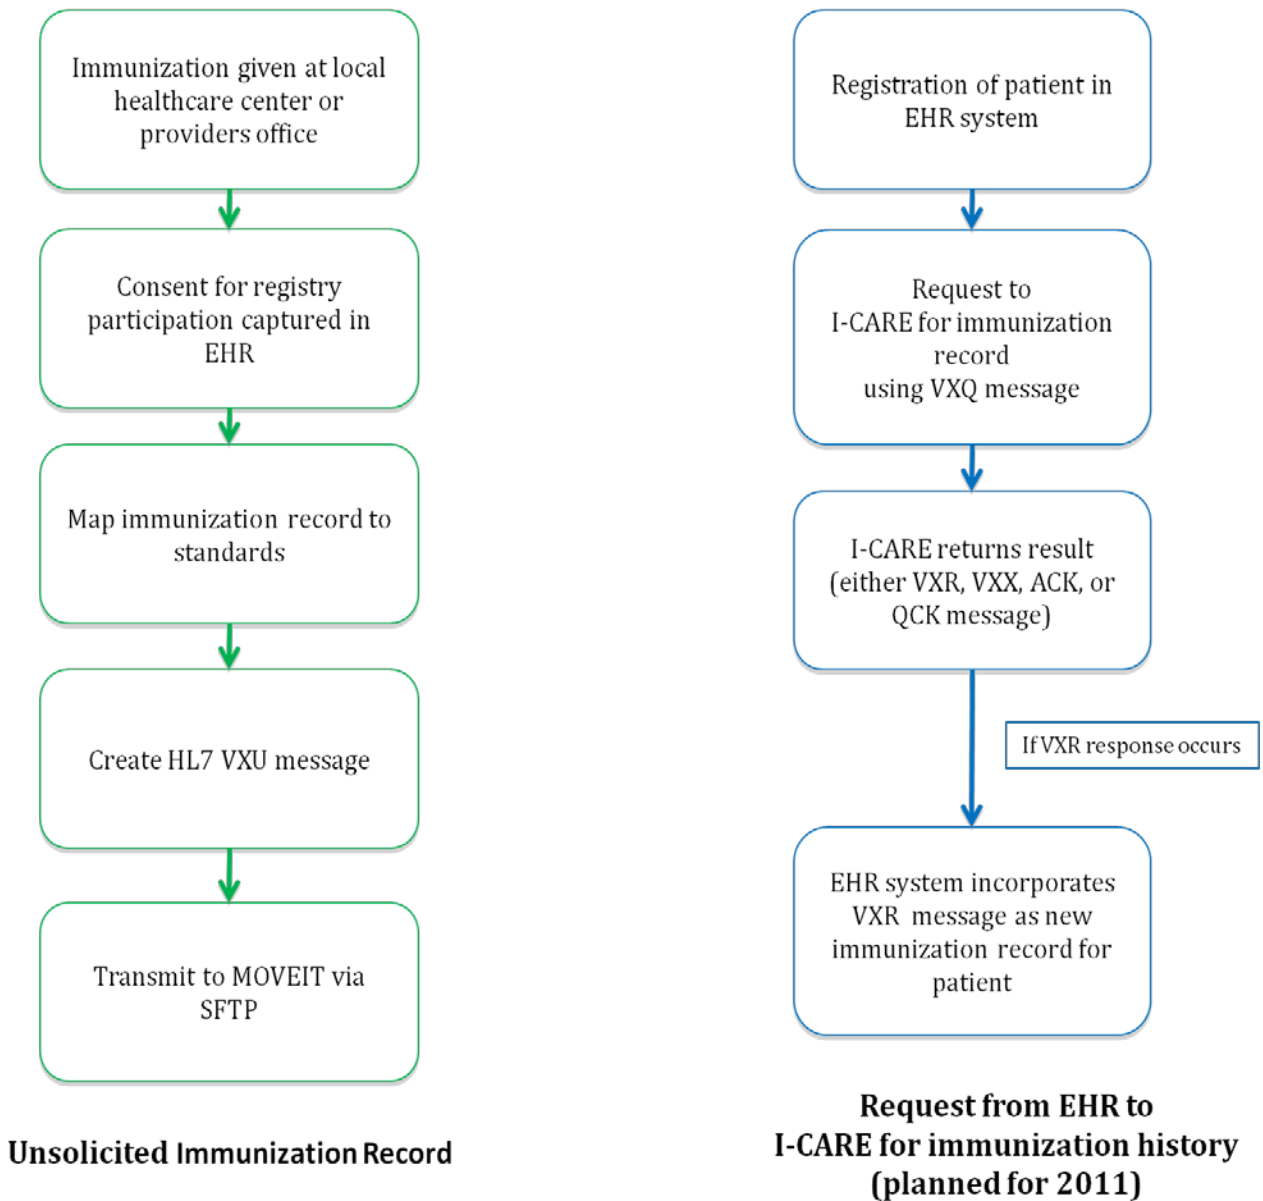 Immunization given at local
healthcare center or
providers office
Consent for registry
participation captured in
EHR
Map immunization record to
standards
Create HL7 VXU message
Transmit to MOVEIT via
SFTP
Unsolicited Immunization Record
Registration of patient in
EHR system
Request to
I-CARE for immunization
record
using VXQ message
I-CARE returns result
(either VXR, VXX, ACK, or
QCK message)
If VXR response occurs
EHR system incorporates
VXR message as new
immunization record for
patient
Request from EHR to
I-CARE for immunization history
(planned for 2011)